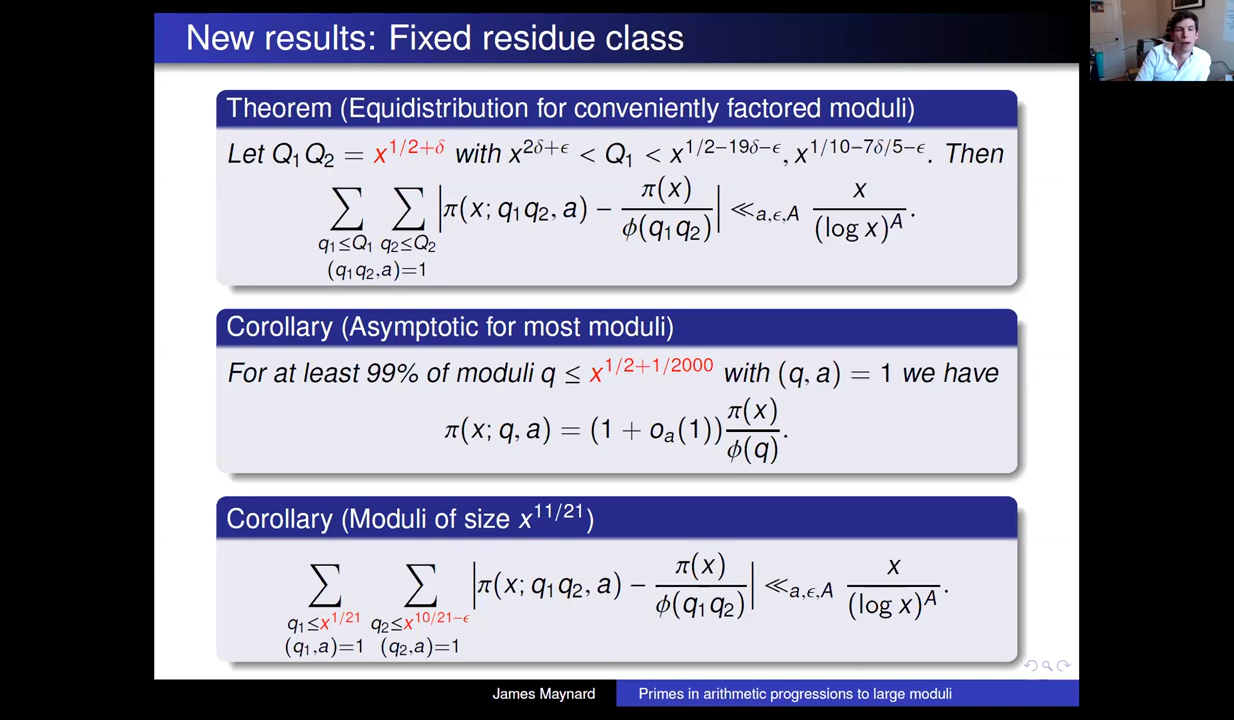 New results: Fixed residue class
Theorem (Equidistribution for conveniently factored moduli)
Let Q₁Q₂ = x^{1/2+δ} with x^{2δ+ϵ} < Q₁ < x^{1/2−19δ−ϵ}, x^{1/10−7δ/5−ϵ}. Then
∑_{q₁≤Q₁, (q₁q₂,a)=1} ∑_{q₂≤Q₂} |π(x; q₁q₂, a) − π(x)/ϕ(q₁q₂)| ≪_{a,ϵ,A} x/(log x)^A.
Corollary (Asymptotic for most moduli)
For at least 99% of moduli q ≤ x^{1/2+1/2000} with (q, a) = 1 we have
π(x; q, a) = (1 + o_a(1)) π(x)/ϕ(q).
Corollary (Moduli of size x^{11/21})
∑_{q₁≤x^{1/21}, (q₁,a)=1} ∑_{q₂≤x^{10/21−ϵ}, (q₂,a)=1} |π(x; q₁q₂, a) − π(x)/ϕ(q₁q₂)| ≪_{a,ϵ,A} x/(log x)^A.
James Maynard Primes in arithmetic progressions to large moduli